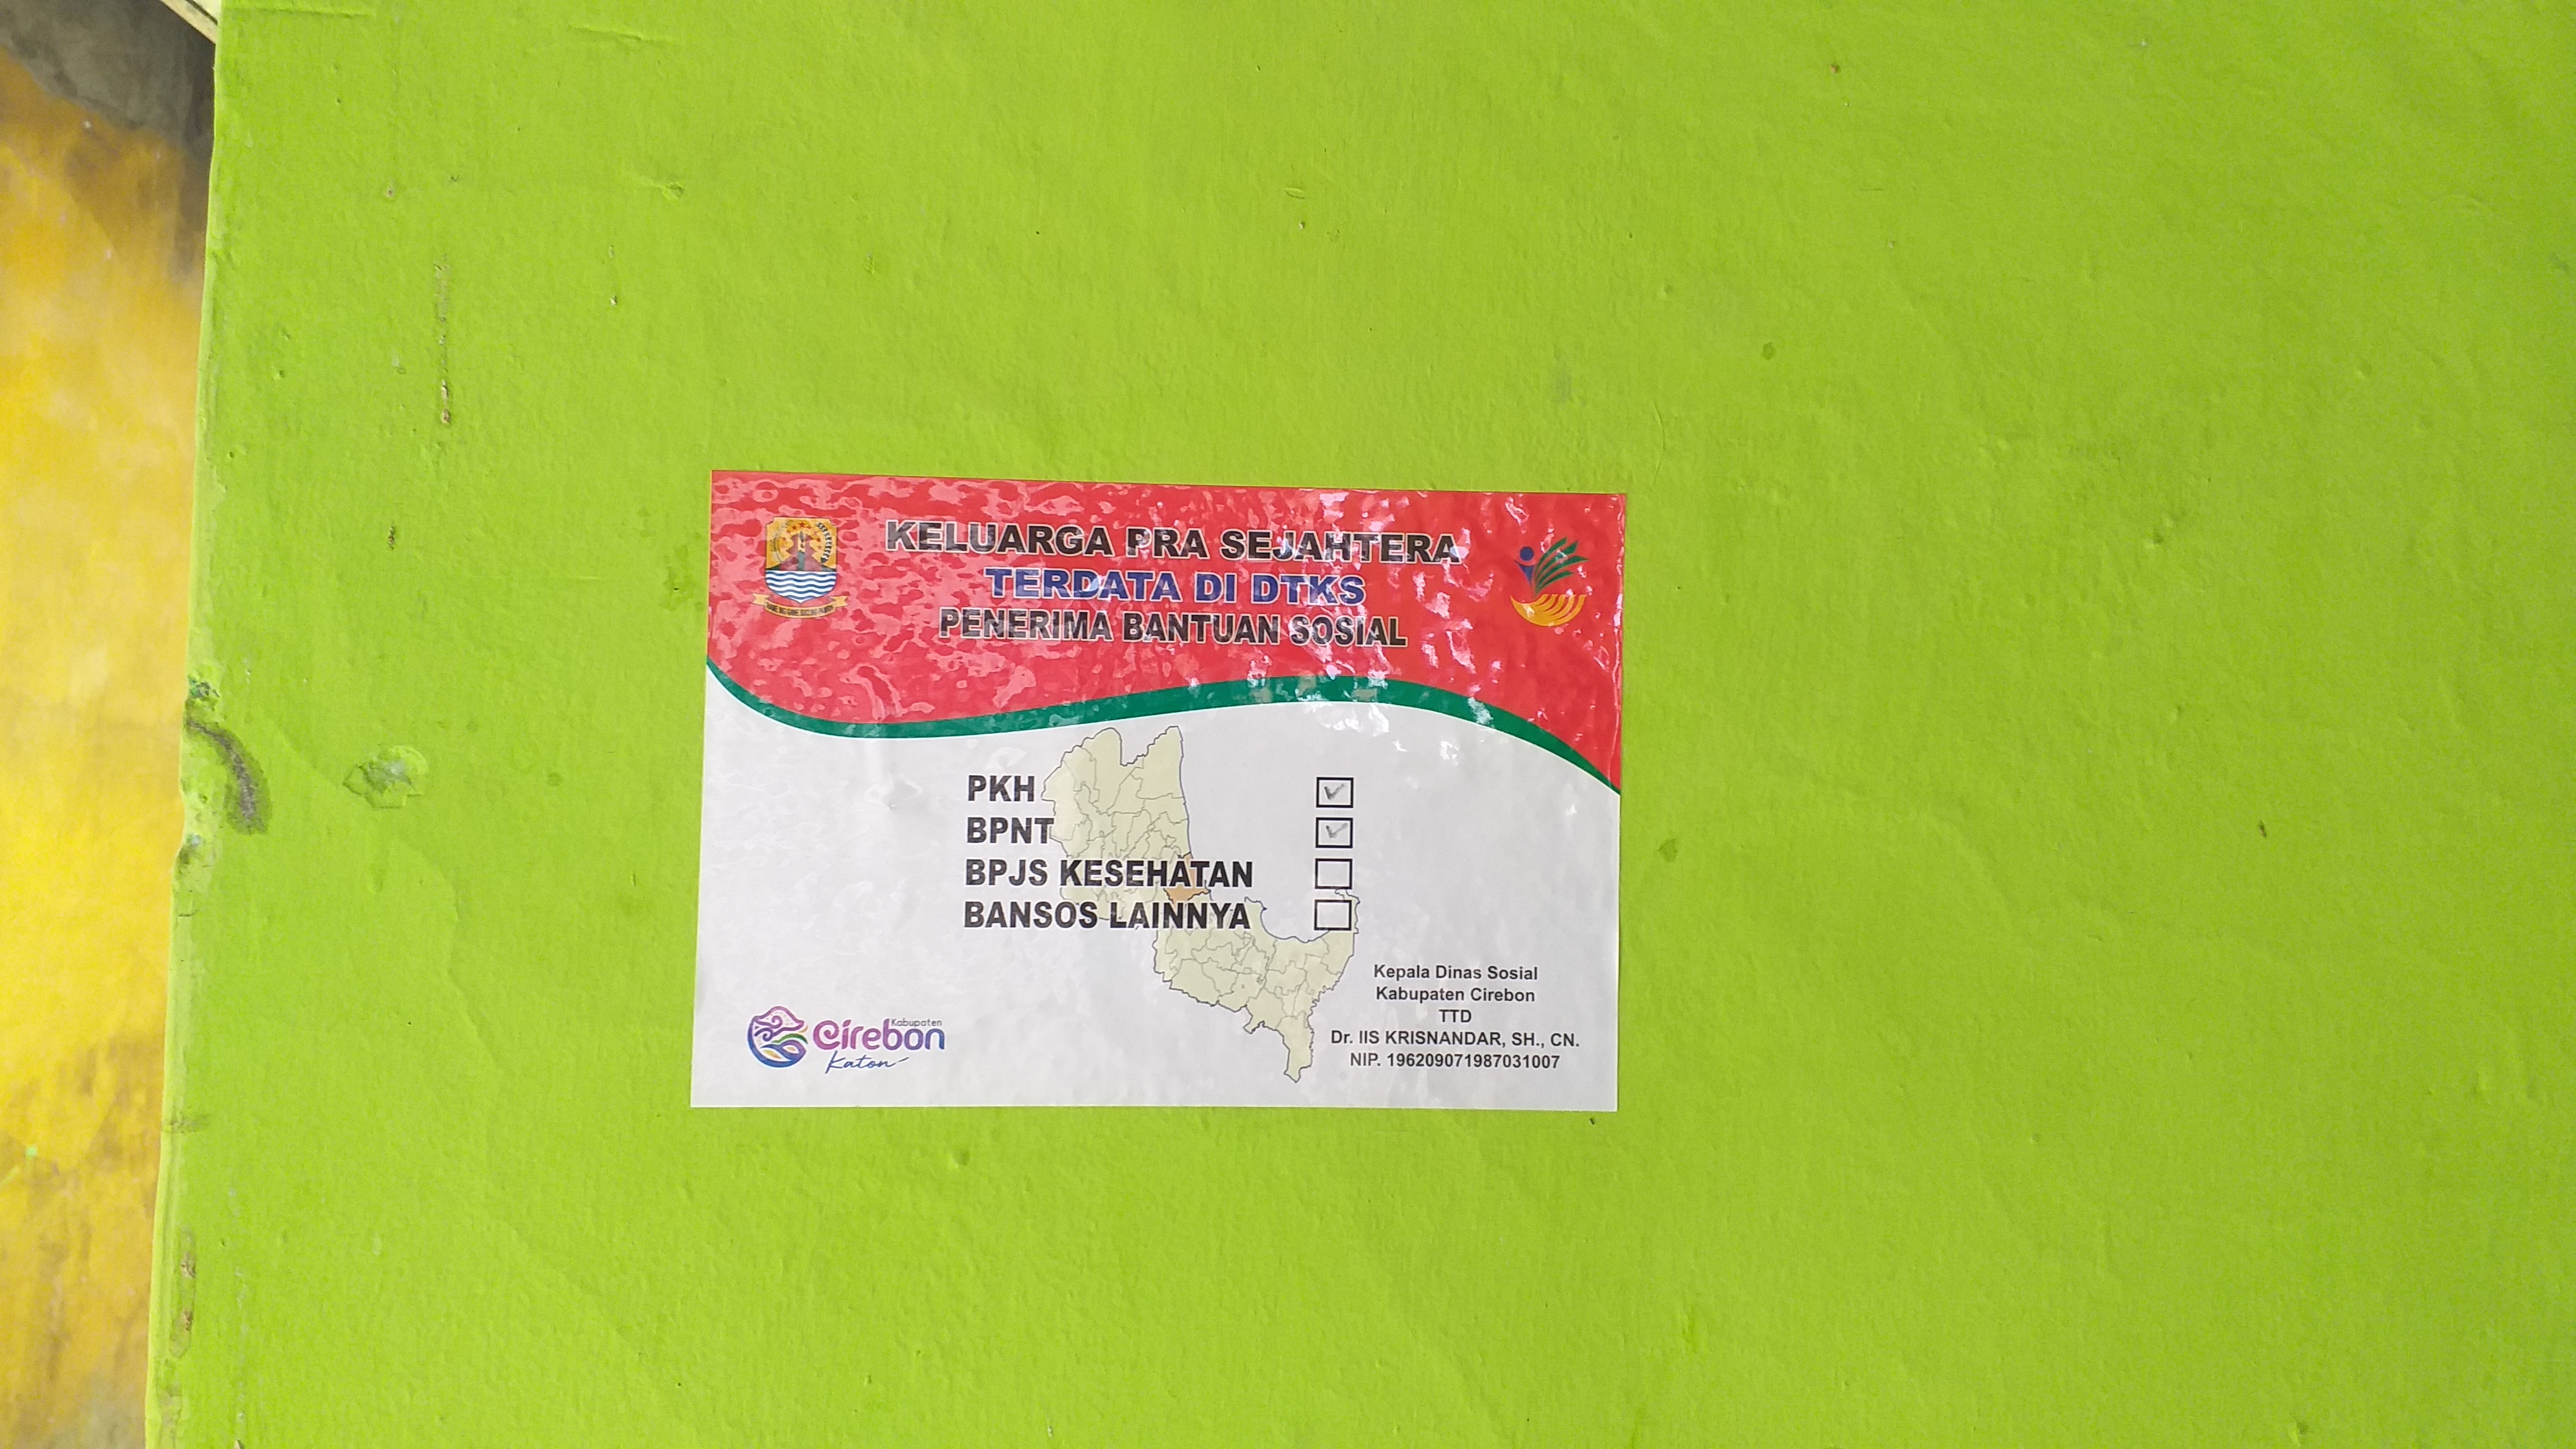 KELUARGA PRA SEJAHTERA
TERDATA DI DTKS
PENERIMA BANTUAN SOSIAL
PKH
BPNT
BPJS KESEHATAN
BANSOS LAINNYA
Kepala Dinas Sosial
Kabupaten Cirebon
TTD
Dr. IIS KRISNANDAR, SH., CN.
NIP. 196209071987031007
Kabupaten
Cirebon
Katon